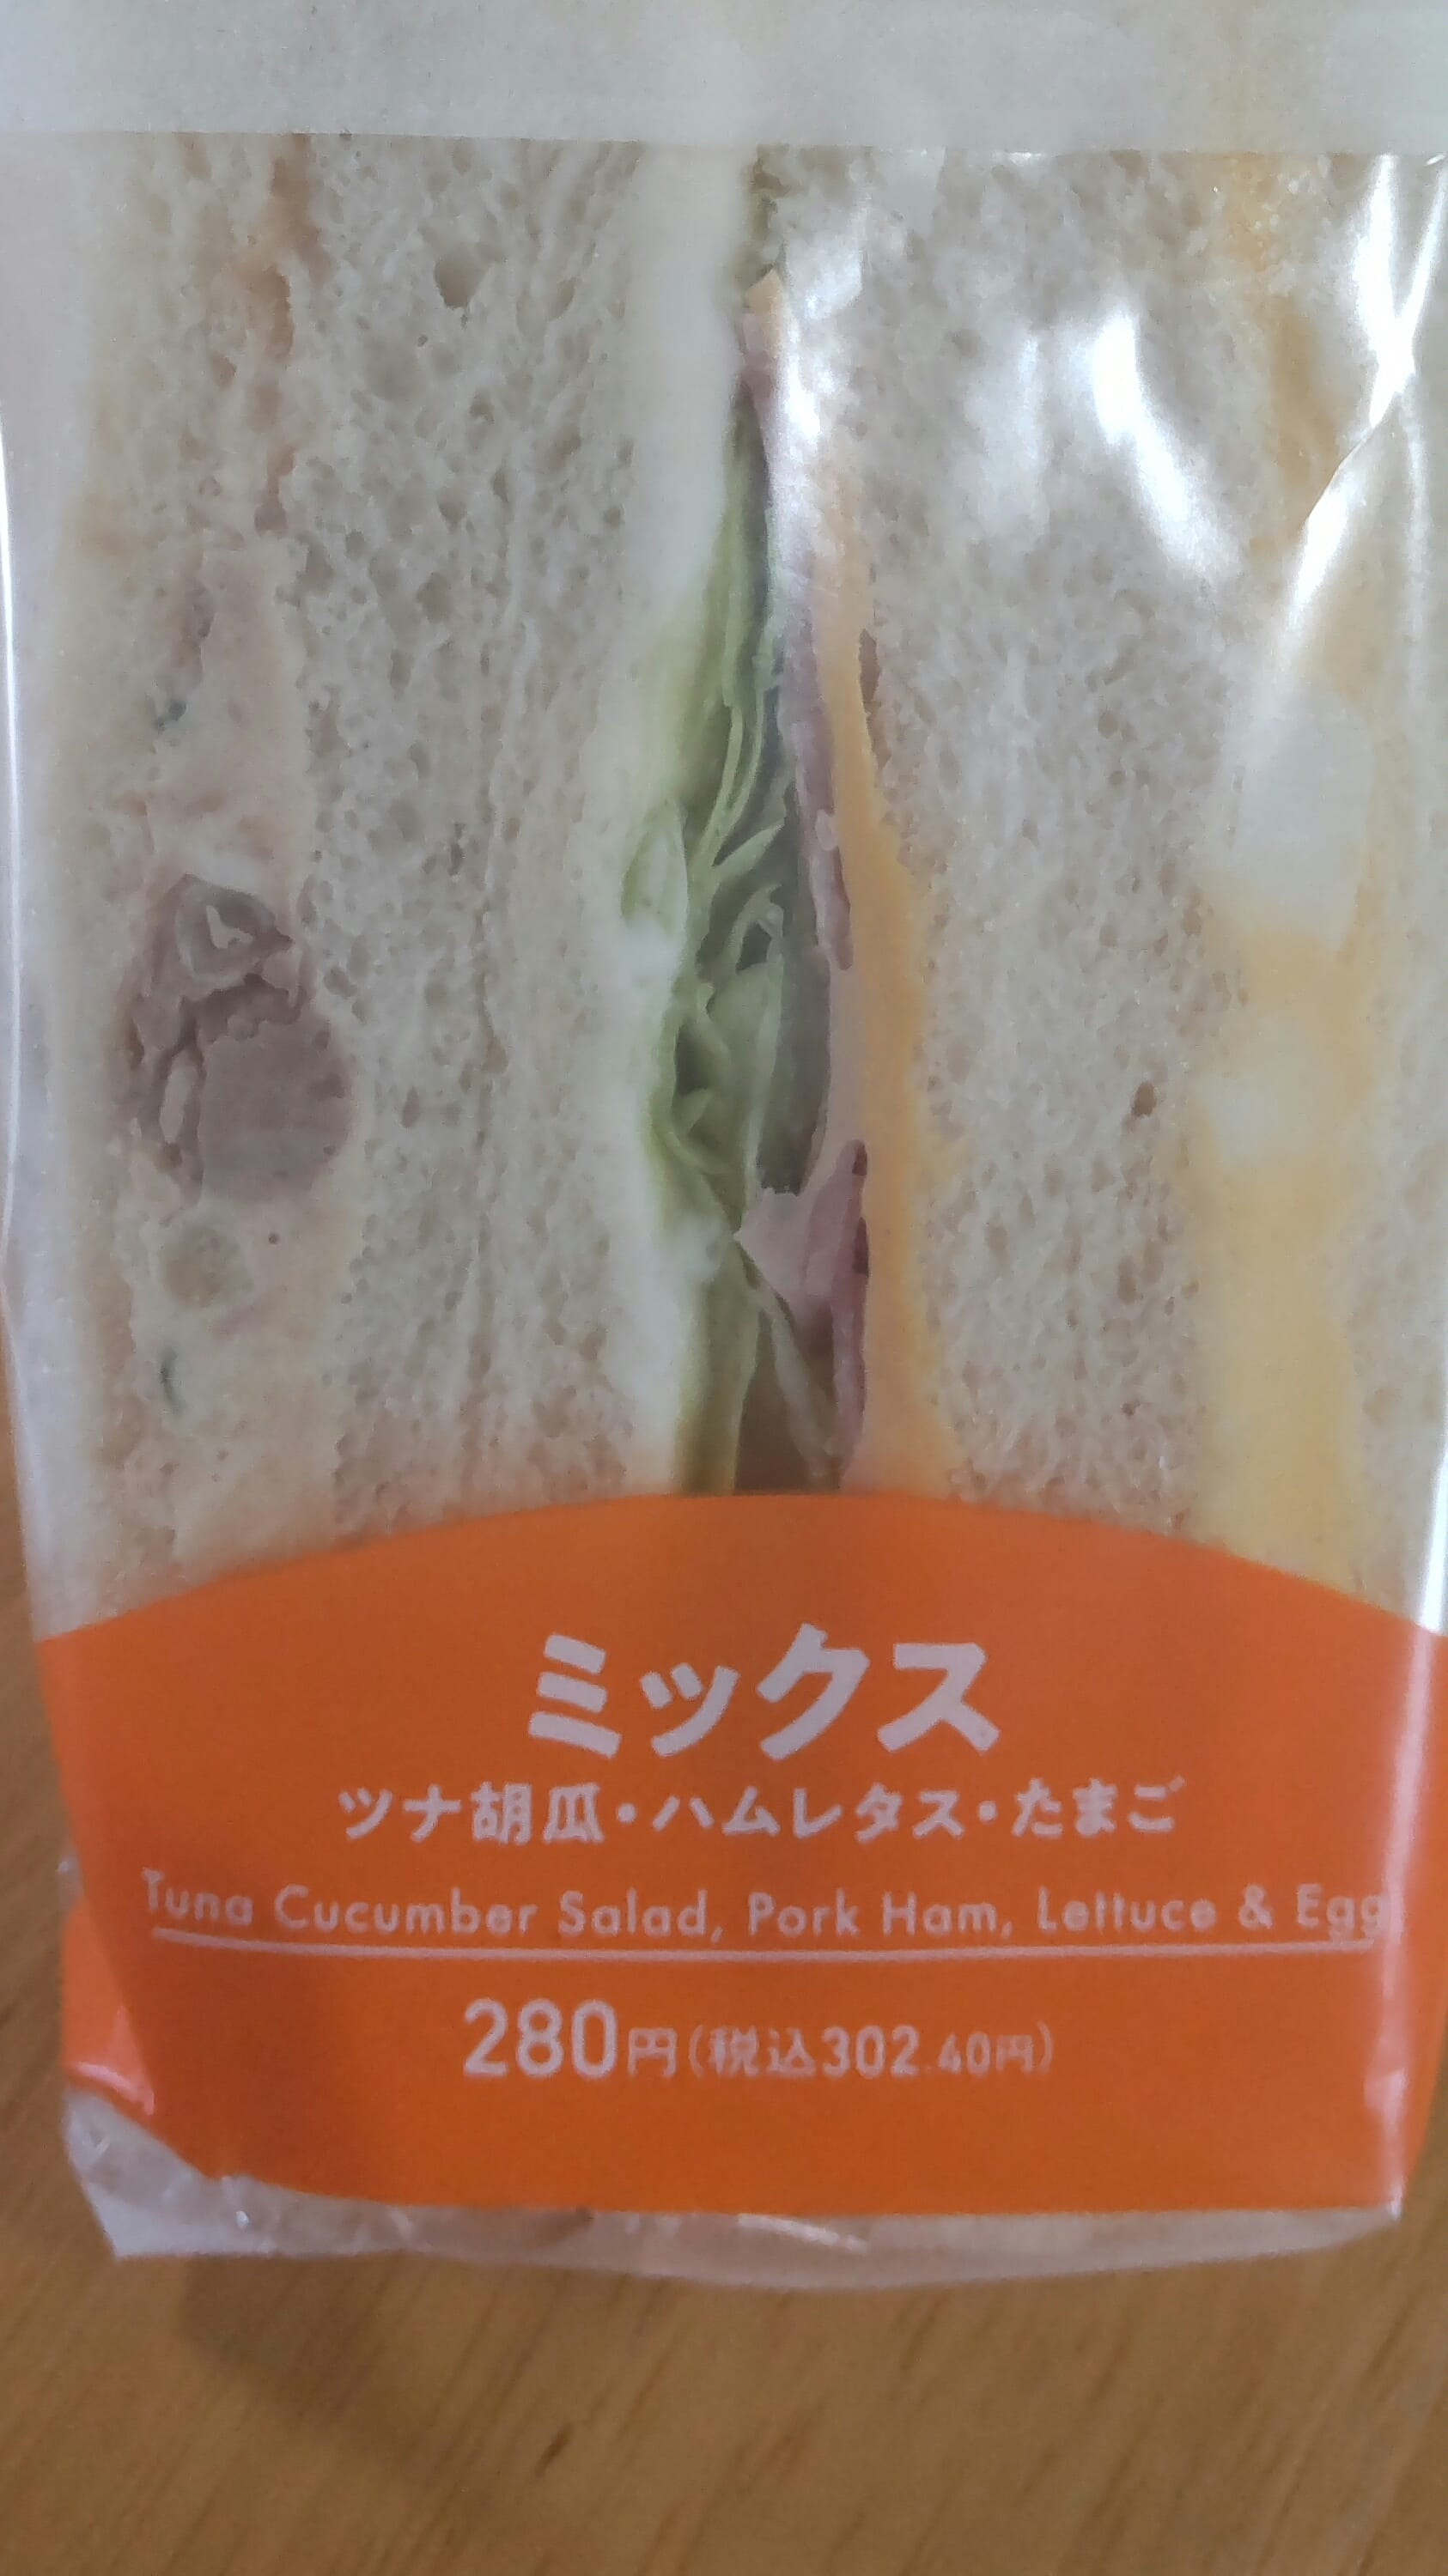 ミックス
ツナ胡瓜・ハムレタス・たまご
Tuna Cucumber Salad, Pork Ham, Lettuce & Egg
280円(税込302.40円)